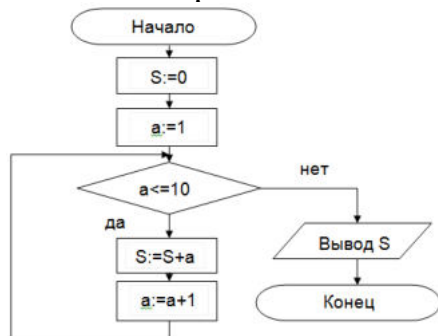 Начало
S:=0
a:=1
a<=10
нет
да
S:=S+a
Вывод S
a:=a+1
Конец